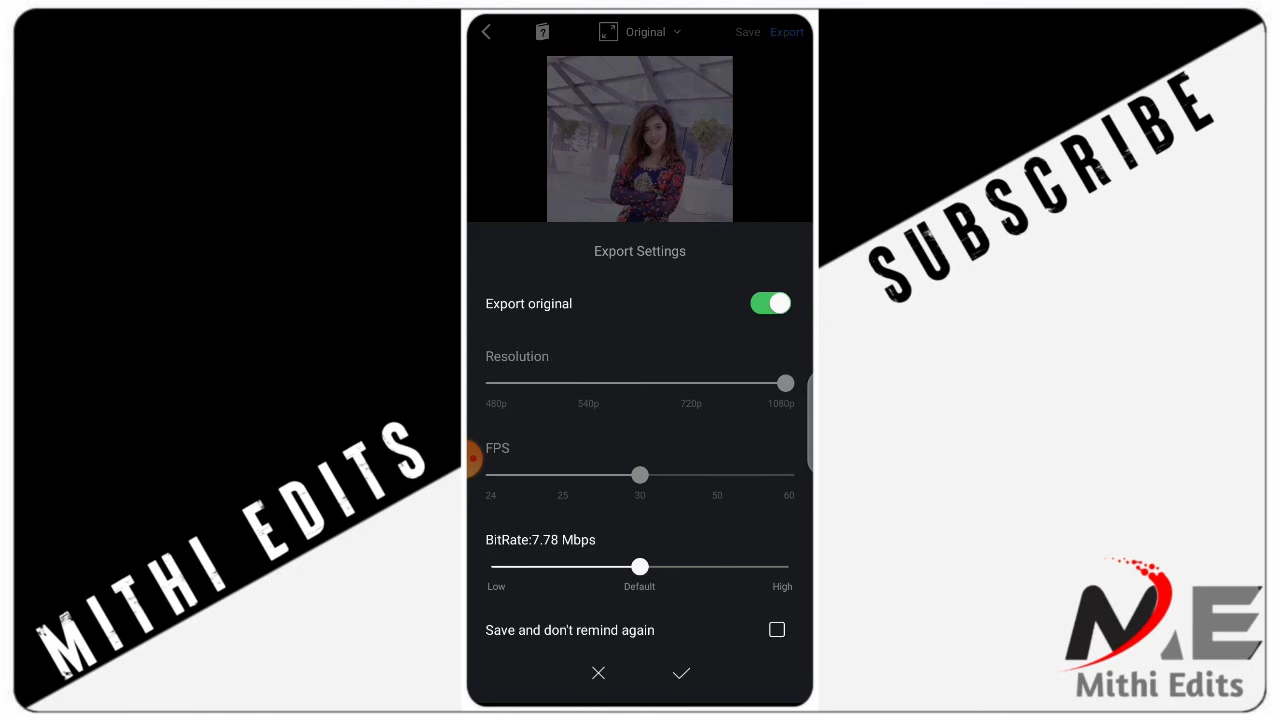 Original
Save Export
Export Settings
Export original
Resolution
480p 540p 720p 1080p
FPS
24 25 30 50 60
BitRate:7.78 Mbps
Low Default High
Save and don't remind again
MITHI EDITS
SUBSCRIBE
ME
Mithi Edits